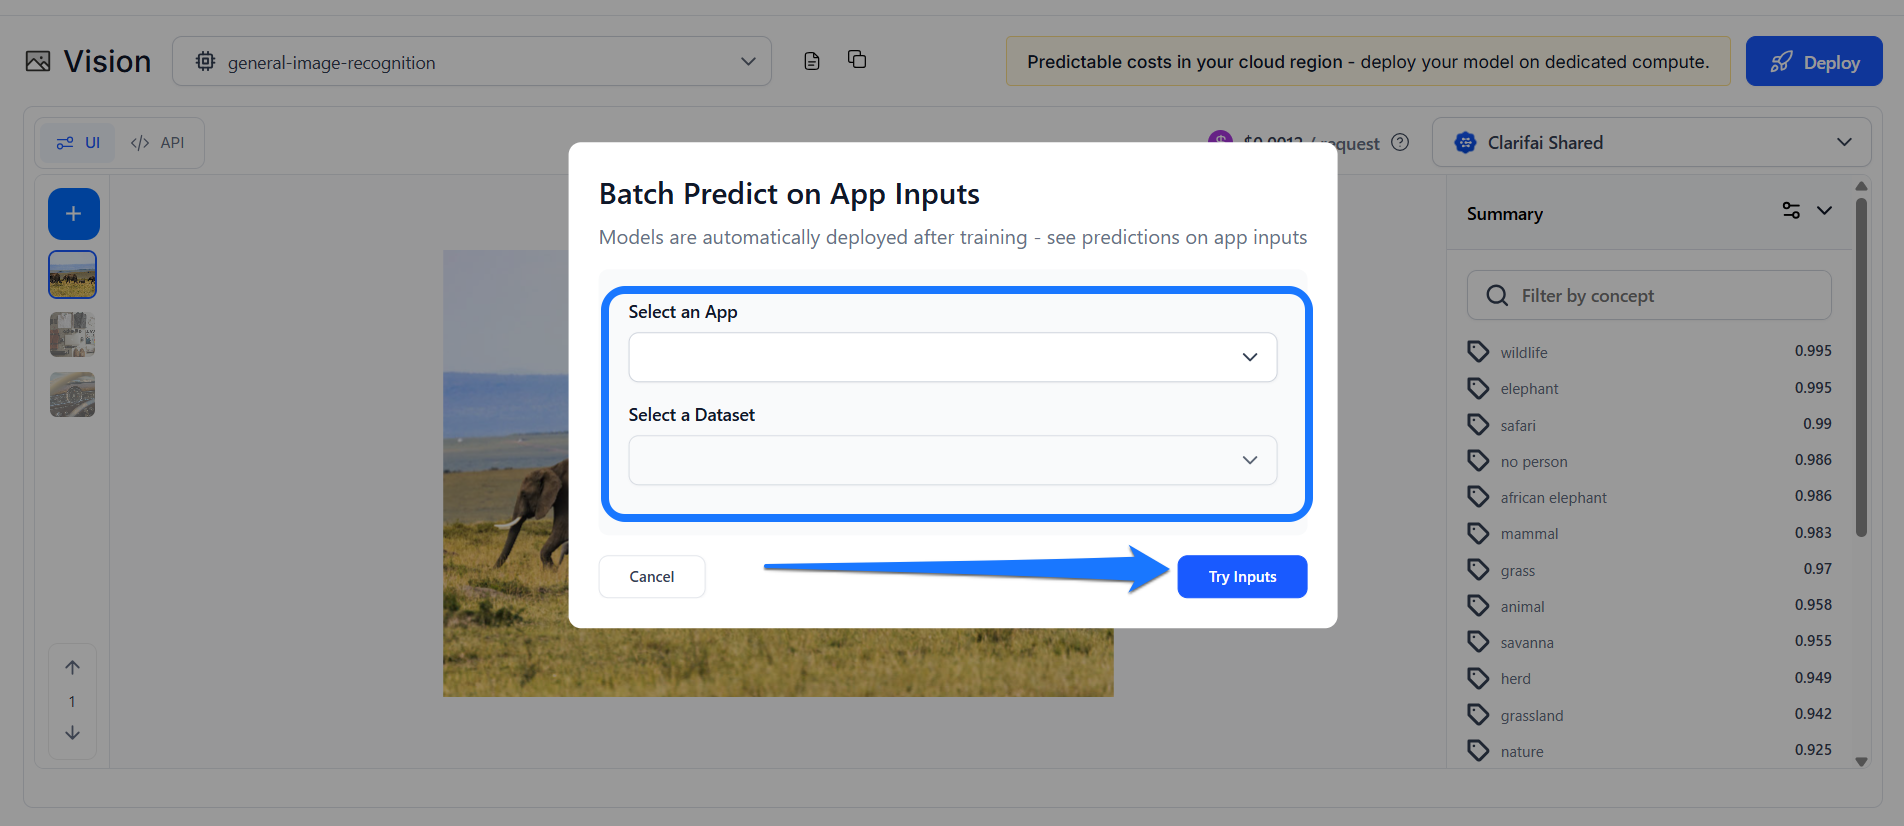 Vision
general-image-recognition
Predictable costs in your cloud region - deploy your model on dedicated compute.
Deploy
UI
API
$0.0012 / request
Clarifai Shared
Batch Predict on App Inputs
Models are automatically deployed after training - see predictions on app inputs
Select an App
Select a Dataset
Cancel
Try Inputs
1
Summary
Filter by concept
wildlife 0.995
elephant 0.995
safari 0.99
no person 0.986
african elephant 0.986
mammal 0.983
grass 0.97
animal 0.958
savanna 0.955
herd 0.949
grassland 0.942
nature 0.925